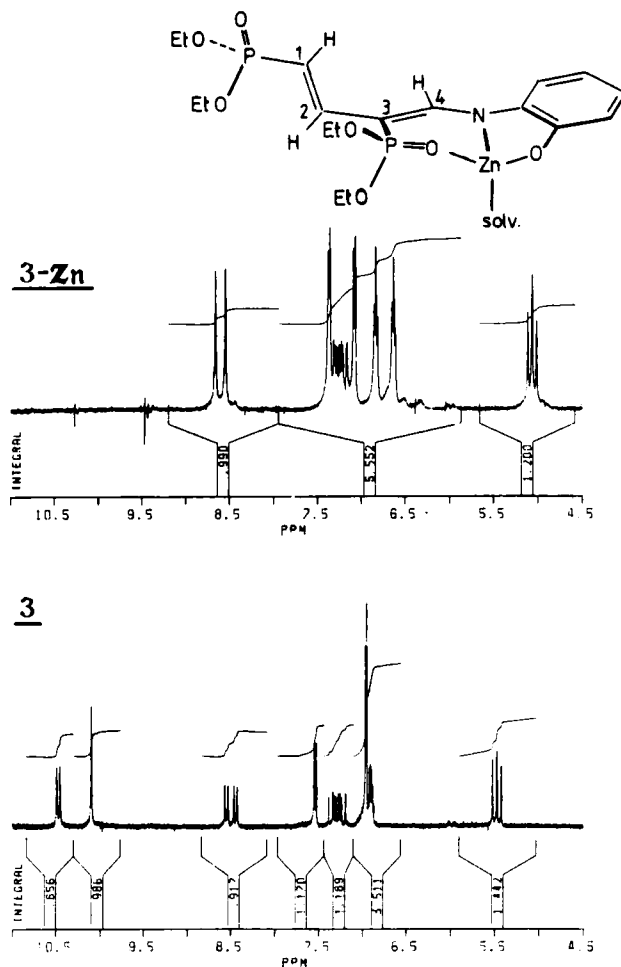 O
EtO
P
1
H
EtO
2
H
3
H
4
N
EtO
P
O
Zn
O
EtO
solv.
3-Zn
INTEGRAL
.990
5.552
1.200
10.5 9.5 8.5 7.5 6.5 5.5 4.5
PPM
3
INTEGRAL
.656
.986
.917
1.170
1.189
3.511
10.5 9.5 8.5 7.5 6.5 5.5 4.5
PPM